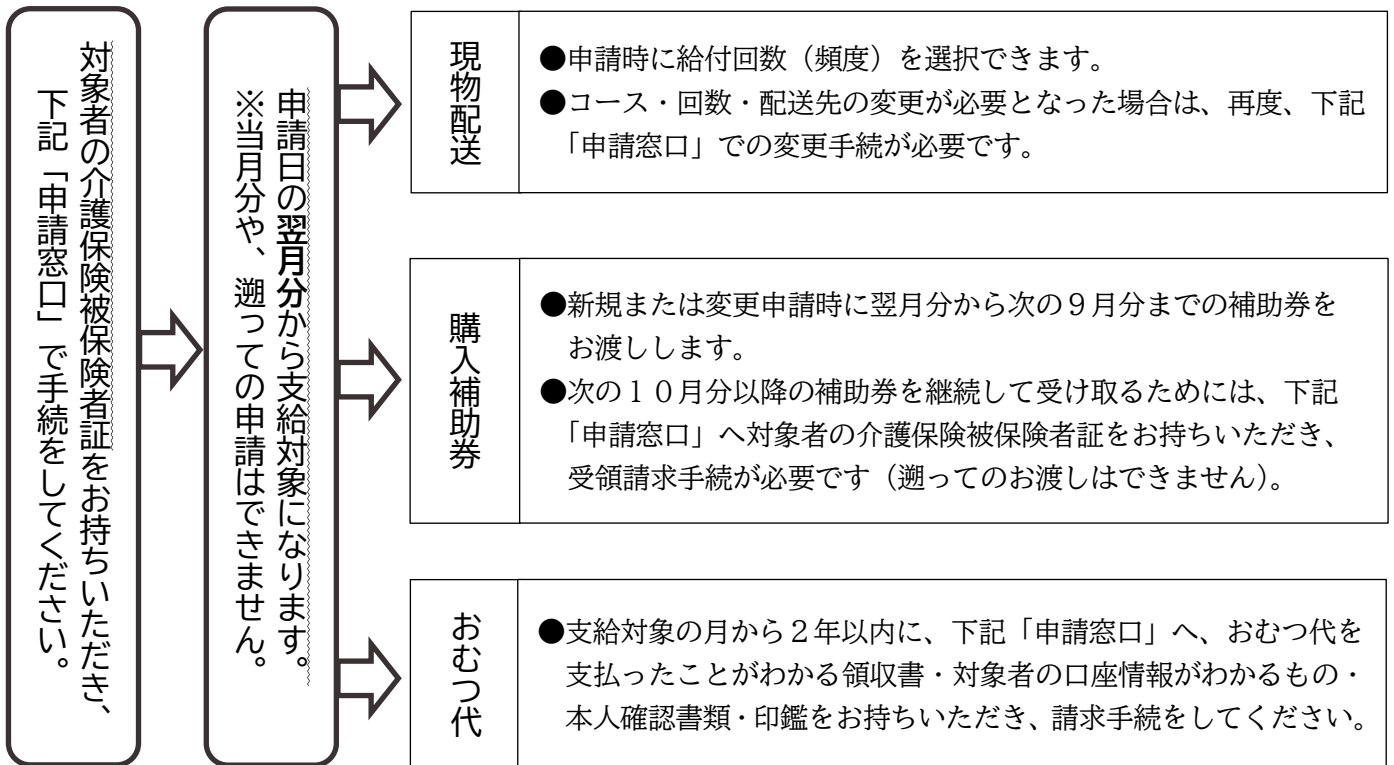 対象者の介護保険被保険者証をお持ちいただき、
下記「申請窓口」で手続をしてください。
申請日の翌月分から支給対象になります。
※当月分や、遡っての申請はできません。
現物配送
●申請時に給付回数（頻度）を選択できます。
●コース・回数・配送先の変更が必要となった場合は、再度、下記
「申請窓口」での変更手続が必要です。
購入補助券
●新規または変更申請時に翌月分から次の９月分までの補助券を
お渡しします。
●次の１０月分以降の補助券を継続して受け取るためには、下記
「申請窓口」へ対象者の介護保険被保険者証をお持ちいただき、
受領請求手続が必要です（遡ってのお渡しはできません）。
おむつ代
●支給対象の月から２年以内に、下記「申請窓口」へ、おむつ代を
支払ったことがわかる領収書・対象者の口座情報がわかるもの・
本人確認書類・印鑑をお持ちいただき、請求手続をしてください。